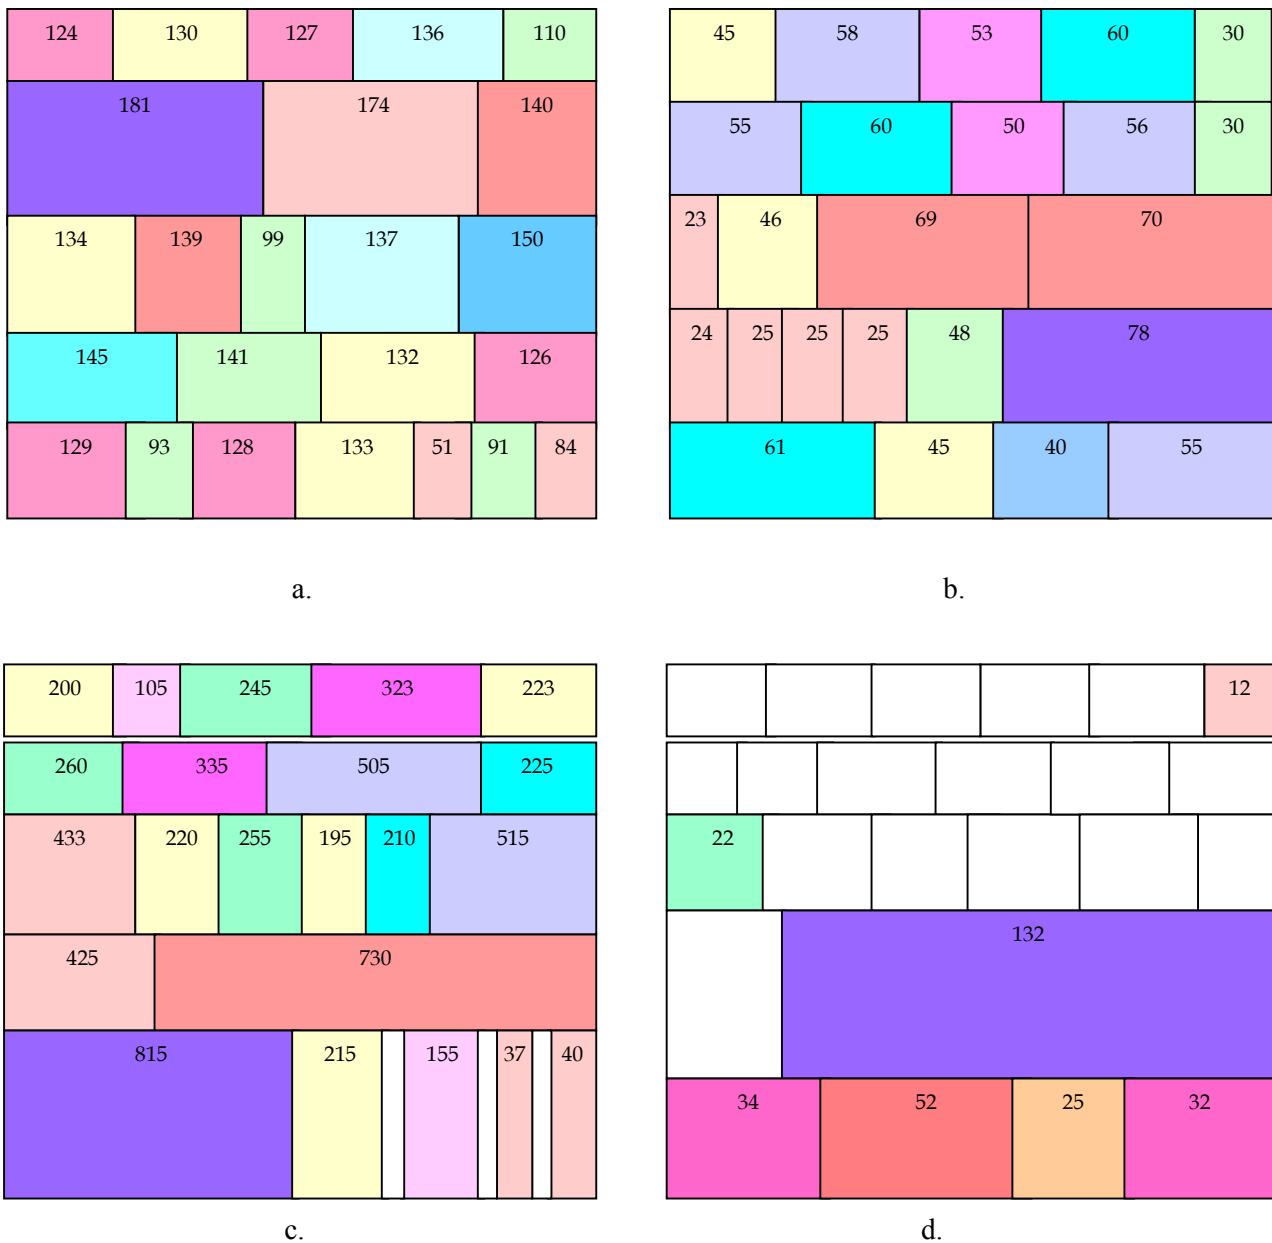 124 130 127 136 110
181 174 140
134 139 99 137 150
145 141 132 126
129 93 128 133 51 91 84
a.
45 58 53 60 30
55 60 50 56 30
23 46 69 70
24 25 25 25 48 78
61 45 40 55
b.
200 105 245 323 223
260 335 505 225
433 220 255 195 210 515
425 730
815 215 155 37 40
c.
12
22
132
34 52 25 32
d.